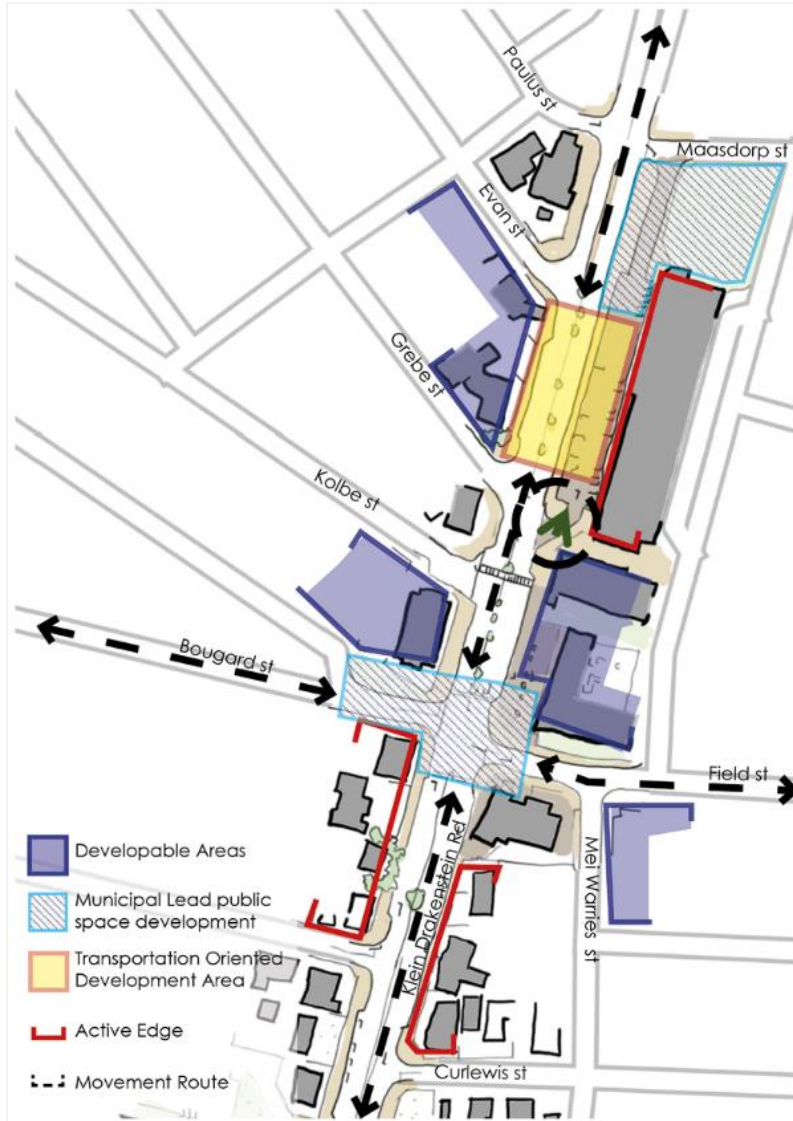 Paulus st
Maasdorp st
Evan st
Grebe st
Kolbe st
Bougard st
Field st
Klein Drakenstein Rd
Mei Warries st
Curlewis st
Developable Areas
Municipal Lead public
space development
Transportation Oriented
Development Area
Active Edge
Movement Route